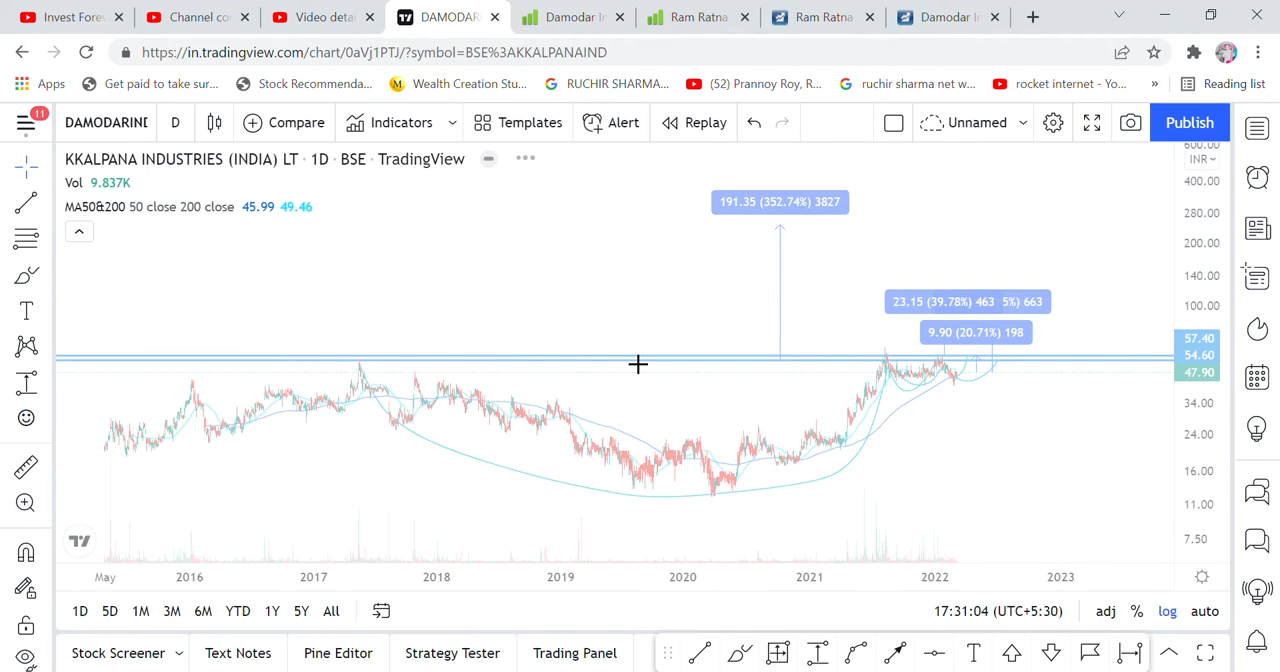 Invest Fore
Channel co
Video detai
DAMODAR
Damodar In
Ram Ratna
Ram Ratna
Damodar In
https://in.tradingview.com/chart/0aVj1PTJ/?symbol=BSE%3AKKALPANAIND
Apps
Get paid to take sur...
Stock Recommenda...
Wealth Creation Stu...
RUCHIR SHARMA...
(52) Prannoy Roy, R...
ruchir sharma net w...
rocket internet - Yo...
»
Reading list
11
DAMODARIND
D
Compare
Indicators
Templates
Alert
Replay
Unnamed
Publish
KKALPANA INDUSTRIES (INDIA) LT · 1D · BSE · TradingView
Vol 9.837K
MA50&200 50 close 200 close 45.99 49.46
191.35 (352.74%) 3827
23.15 (39.78%) 463 5%) 663
9.90 (20.71%) 198
600.00
INR
400.00
280.00
200.00
140.00
100.00
57.40
54.60
47.90
34.00
24.00
16.00
11.00
7.50
May 2016 2017 2018 2019 2020 2021 2022 2023
1D 5D 1M 3M 6M YTD 1Y 5Y All
17:31:04 (UTC+5:30) adj % log auto
Stock Screener Text Notes Pine Editor Strategy Tester Trading Panel